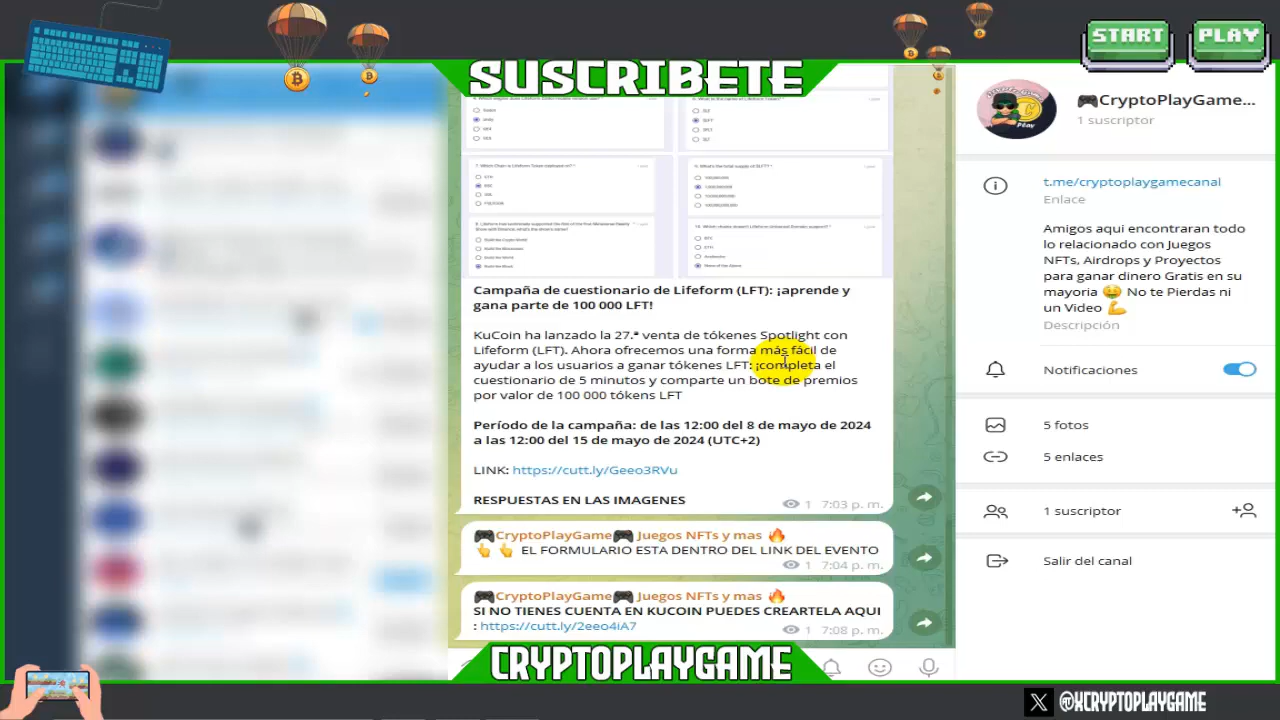 START
PLAY
SUSCRIBETE
Campaña de cuestionario de Lifeform (LFT): ¡aprende y
gana parte de 100 000 LFT!
KuCoin ha lanzado la 27.ª venta de tókenes Spotlight con
Lifeform (LFT). Ahora ofrecemos una forma más fácil de
ayudar a los usuarios a ganar tókenes LFT: ¡completa el
cuestionario de 5 minutos y comparte un bote de premios
por valor de 100 000 tókens LFT
Período de la campaña: de las 12:00 del 8 de mayo de 2024
a las 12:00 del 15 de mayo de 2024 (UTC+2)
LINK: https://cutt.ly/Geeo3RVu
RESPUESTAS EN LAS IMAGENES
1 7:03 p. m.
🎮CryptoPlayGame🎮 Juegos NFTs y mas 🔥
👆 👆 EL FORMULARIO ESTA DENTRO DEL LINK DEL EVENTO
1 7:04 p. m.
🎮CryptoPlayGame🎮 Juegos NFTs y mas 🔥
SI NO TIENES CUENTA EN KUCOIN PUEDES CREARTELA AQUI
: https://cutt.ly/2eeo4iA7
1 7:08 p. m.
🎮CryptoPlayGame...
1 suscriptor
t.me/cryptoplaygamecanal
Enlace
Amigos aqui encontraran todo
lo relacionado con Juegos
NFTs, Airdrops y Proyectos
para ganar dinero Gratis en su
mayoria 🤑 No te Pierdas ni
un Video 💪
Descripción
Notificaciones
5 fotos
5 enlaces
1 suscriptor
Salir del canal
CRYPTOPLAYGAME
@XCRYPTOPLAYGAME